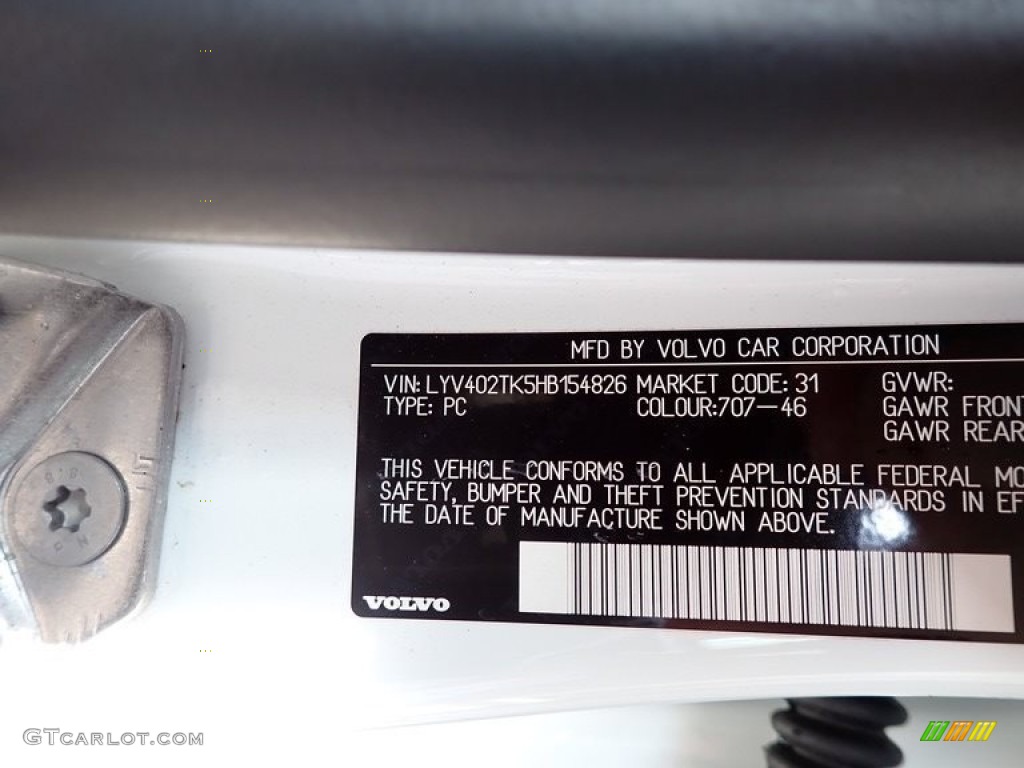 MFD BY VOLVO CAR CORPORATION
VIN: LYV402TK5HB154826 MARKET CODE: 31 GVWR:
TYPE: PC COLOUR:707-46 GAWR FRONT
GAWR REAR
THIS VEHICLE CONFORMS TO ALL APPLICABLE FEDERAL MO
SAFETY, BUMPER AND THEFT PREVENTION STANDARDS IN EF
THE DATE OF MANUFACTURE SHOWN ABOVE.
VOLVO
8.8
GTcarlot.com